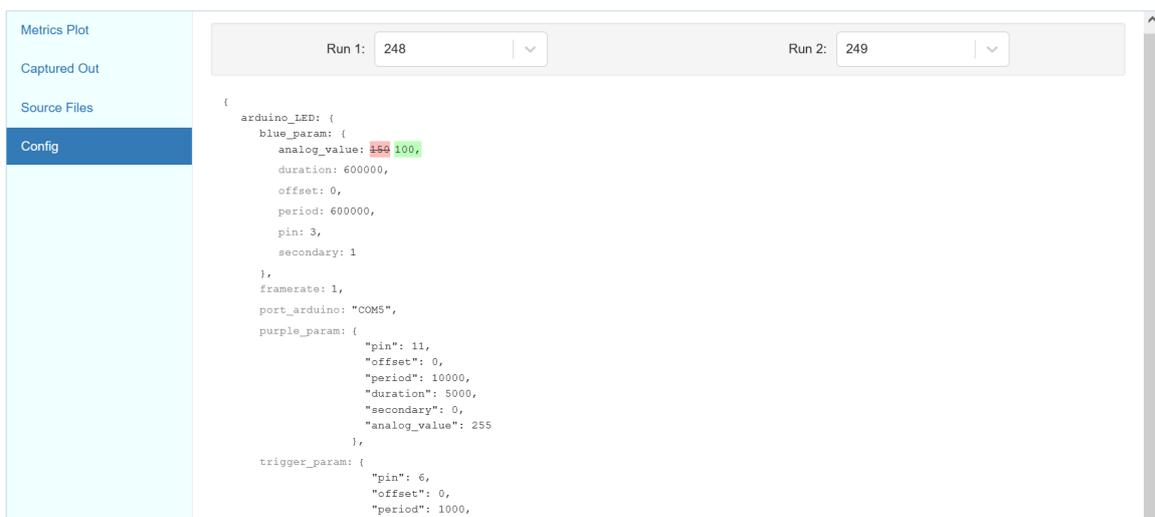 Metrics Plot
Captured Out
Source Files
Config
Run 1: 248 Run 2: 249
{
arduino_LED: {
blue_param: {
analog_value: 150 100,
duration: 600000,
offset: 0,
period: 600000,
pin: 3,
secondary: 1
},
framerate: 1,
port_arduino: "COM5",
purple_param: {
"pin": 11,
"offset": 0,
"period": 10000,
"duration": 5000,
"secondary": 0,
"analog_value": 255
},
trigger_param: {
"pin": 6,
"offset": 0,
"period": 1000,